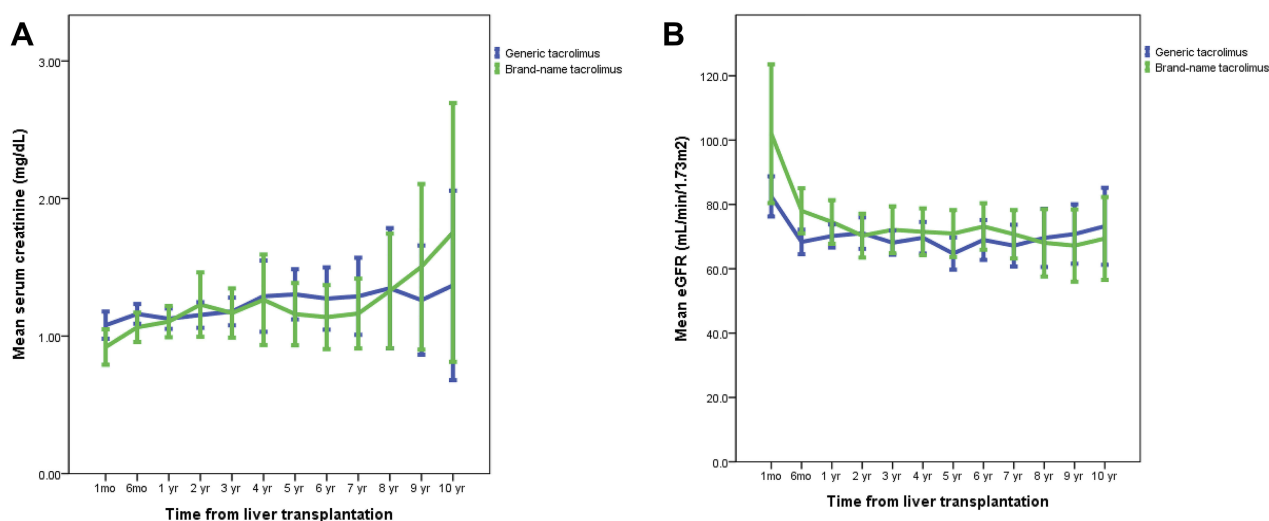 A
Generic tacrolimus
Brand-name tacrolimus
Mean serum creatinine (mg/dL)
3.00
2.00
1.00
0.00
1mo 6mo 1 yr 2 yr 3 yr 4 yr 5 yr 6 yr 7 yr 8 yr 9 yr 10 yr
Time from liver transplantation
B
Generic tacrolimus
Brand-name tacrolimus
Mean eGFR (mL/min/1.73m2)
120.0
100.0
80.0
60.0
40.0
20.0
0.0
1mo 6mo 1 yr 2 yr 3 yr 4 yr 5 yr 6 yr 7 yr 8 yr 9 yr 10 yr
Time from liver transplantation